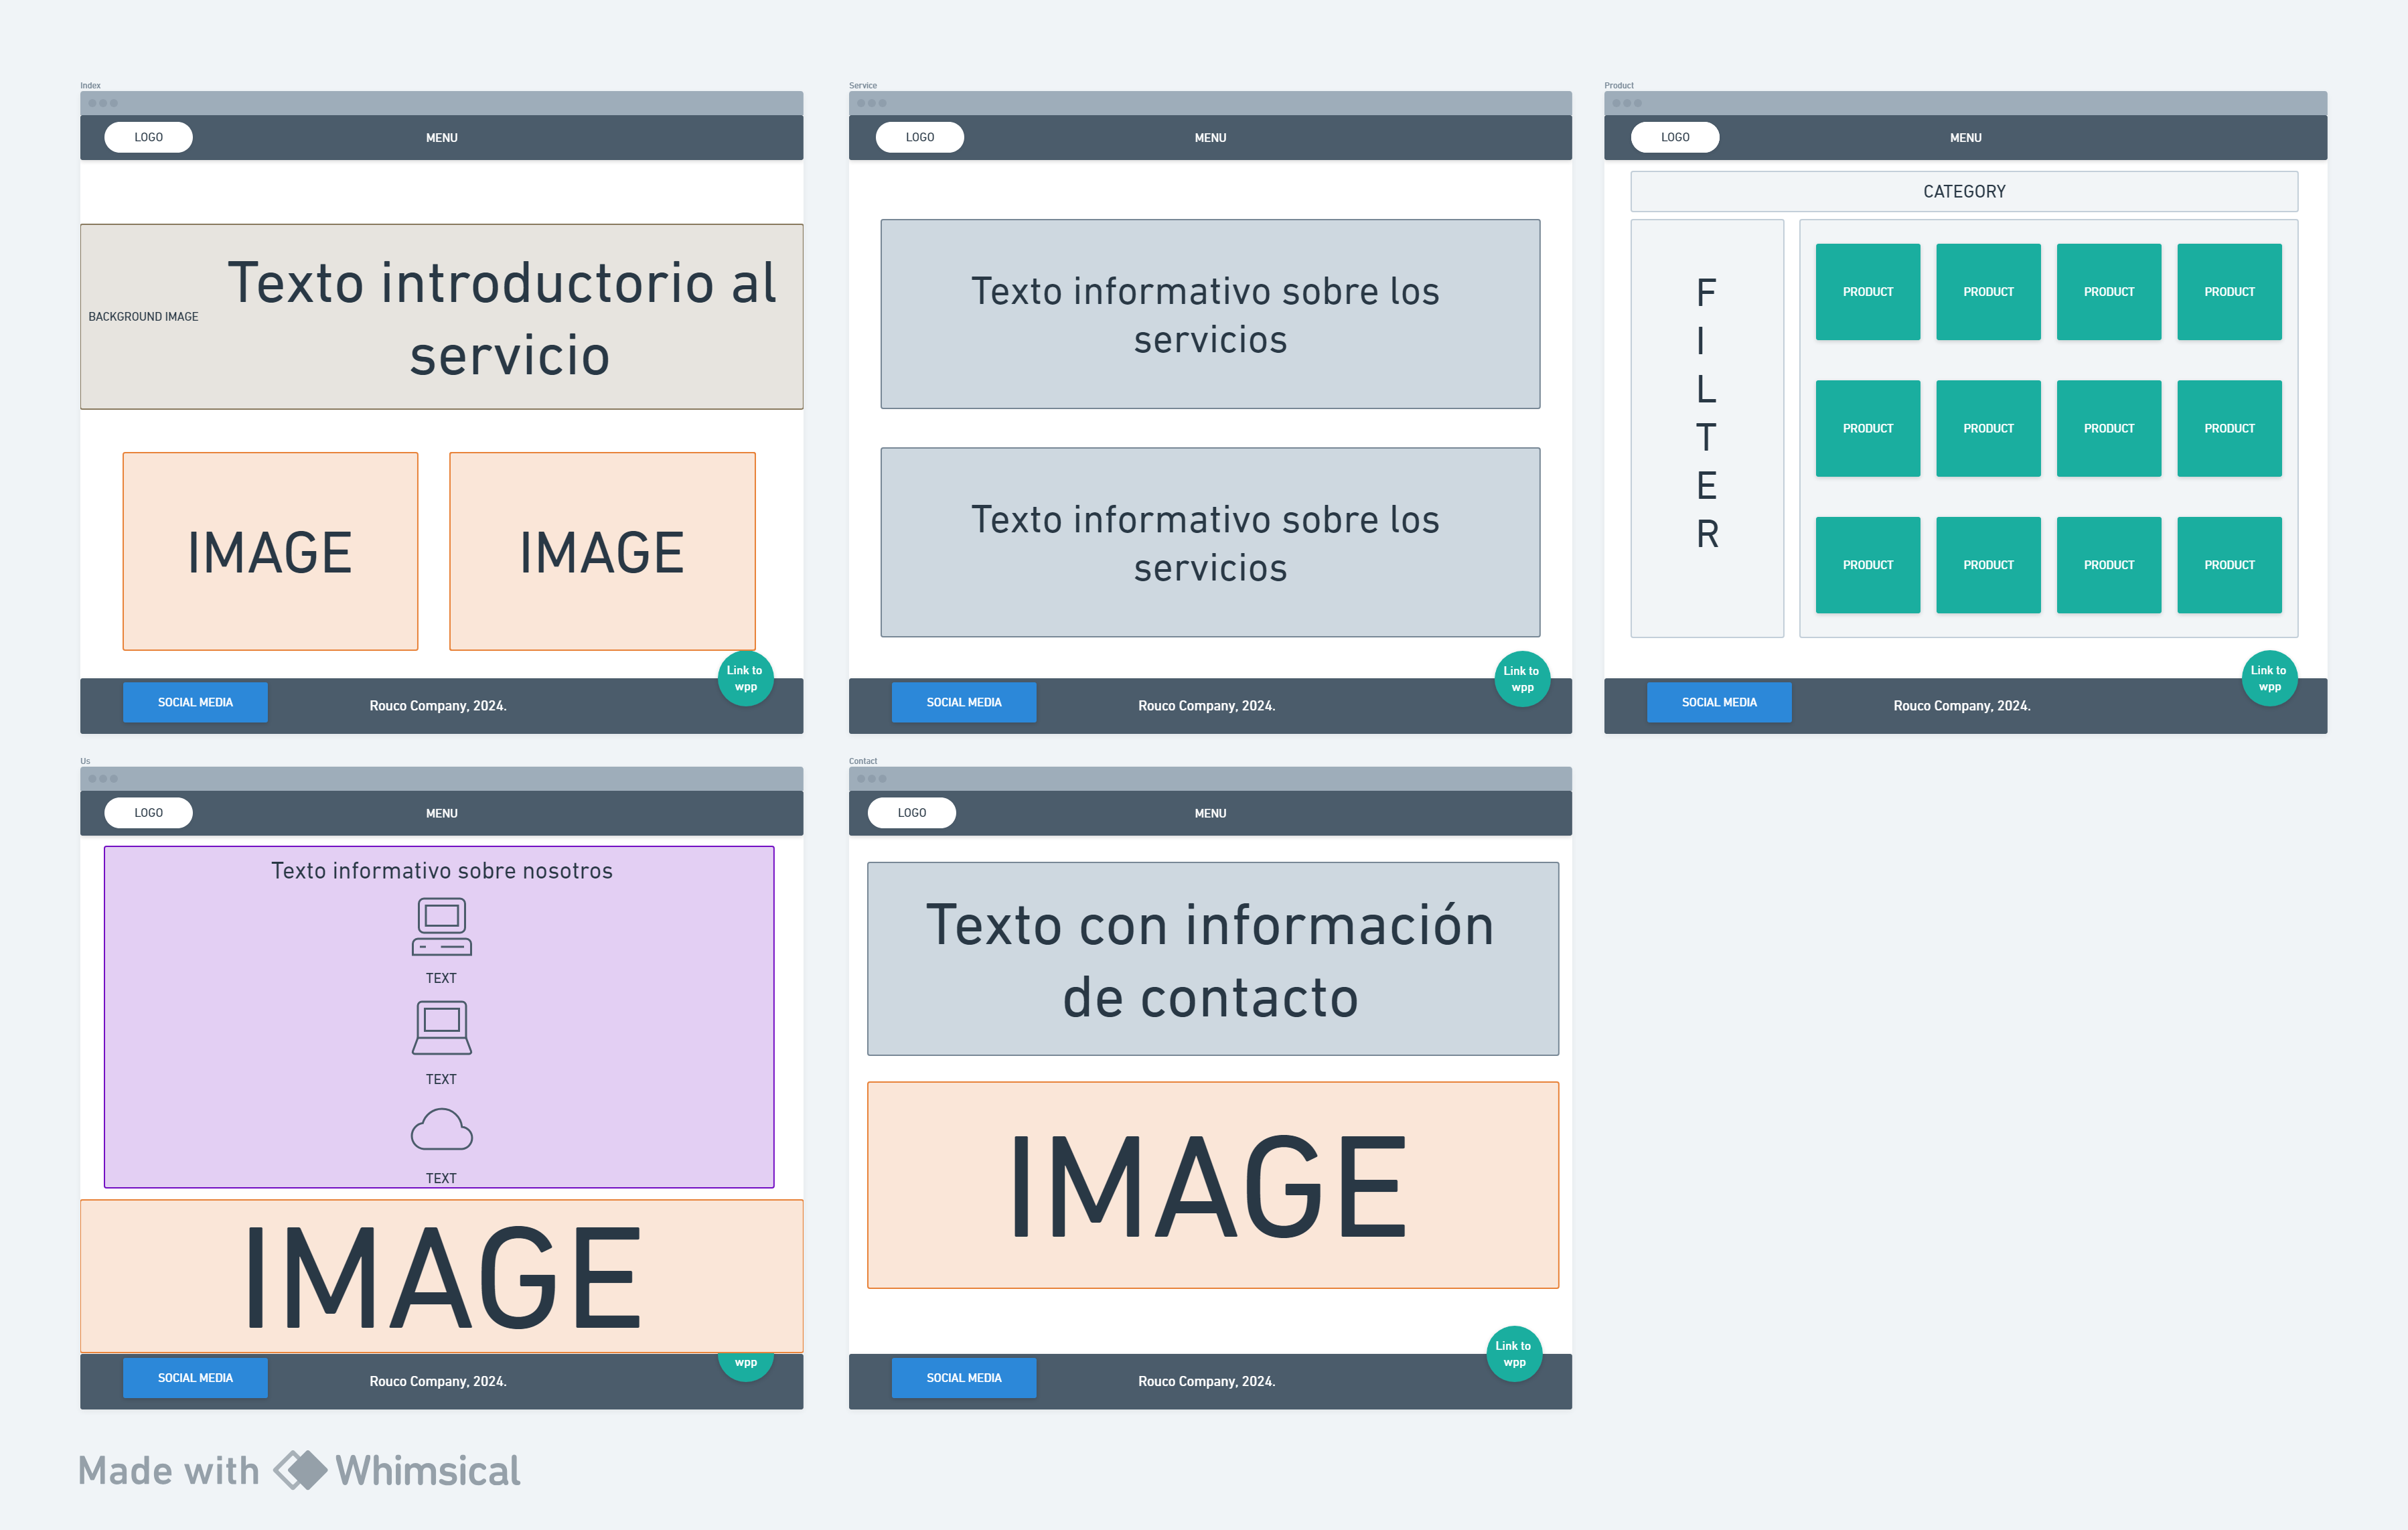 Index
LOGO
MENU
BACKGROUND IMAGE
Texto introductorio al
servicio
IMAGE
IMAGE
Link to
wpp
SOCIAL MEDIA
Rouco Company, 2024.
Service
LOGO
MENU
Texto informativo sobre los
servicios
Texto informativo sobre los
servicios
Link to
wpp
SOCIAL MEDIA
Rouco Company, 2024.
Product
LOGO
MENU
CATEGORY
F
I
L
T
E
R
PRODUCT PRODUCT PRODUCT PRODUCT
PRODUCT PRODUCT PRODUCT PRODUCT
PRODUCT PRODUCT PRODUCT PRODUCT
Link to
wpp
SOCIAL MEDIA
Rouco Company, 2024.
Us
LOGO
MENU
Texto informativo sobre nosotros
TEXT
TEXT
TEXT
IMAGE
wpp
SOCIAL MEDIA
Rouco Company, 2024.
Contact
LOGO
MENU
Texto con información
de contacto
IMAGE
Link to
wpp
SOCIAL MEDIA
Rouco Company, 2024.
Made with Whimsical